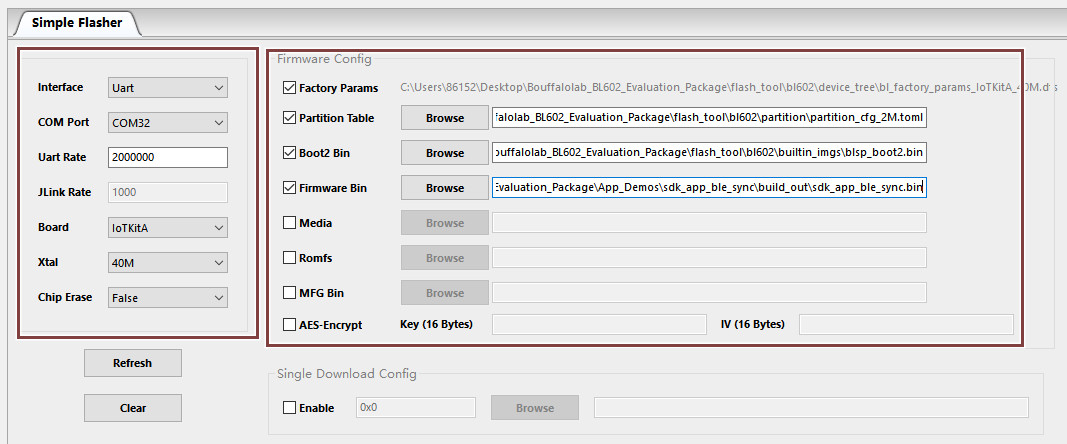 Simple Flasher
Firmware Config
Interface Uart
COM Port COM32
Uart Rate 2000000
JLink Rate 1000
Board IoTKitA
Xtal 40M
Chip Erase False
Refresh
Clear
Factory Params C:\Users\86152\Desktop\Bouffalolab_BL602_Evaluation_Package\flash_tool\bl602\device_tree\bl_factory_params_IoTKitA_40M.dts
Partition Table Browse falolab_BL602_Evaluation_Package\flash_tool\bl602\partition\partition_cfg_2M.toml
Boot2 Bin Browse ouffalolab_BL602_Evaluation_Package\flash_tool\bl602\builtin_imgs\blsp_boot2.bin
Firmware Bin Browse Evaluation_Package\App_Demos\sdk_app_ble_sync\build_out\sdk_app_ble_sync.bin
Media Browse
Romfs Browse
MFG Bin Browse
AES-Encrypt Key (16 Bytes) IV (16 Bytes)
Single Download Config
Enable 0x0 Browse